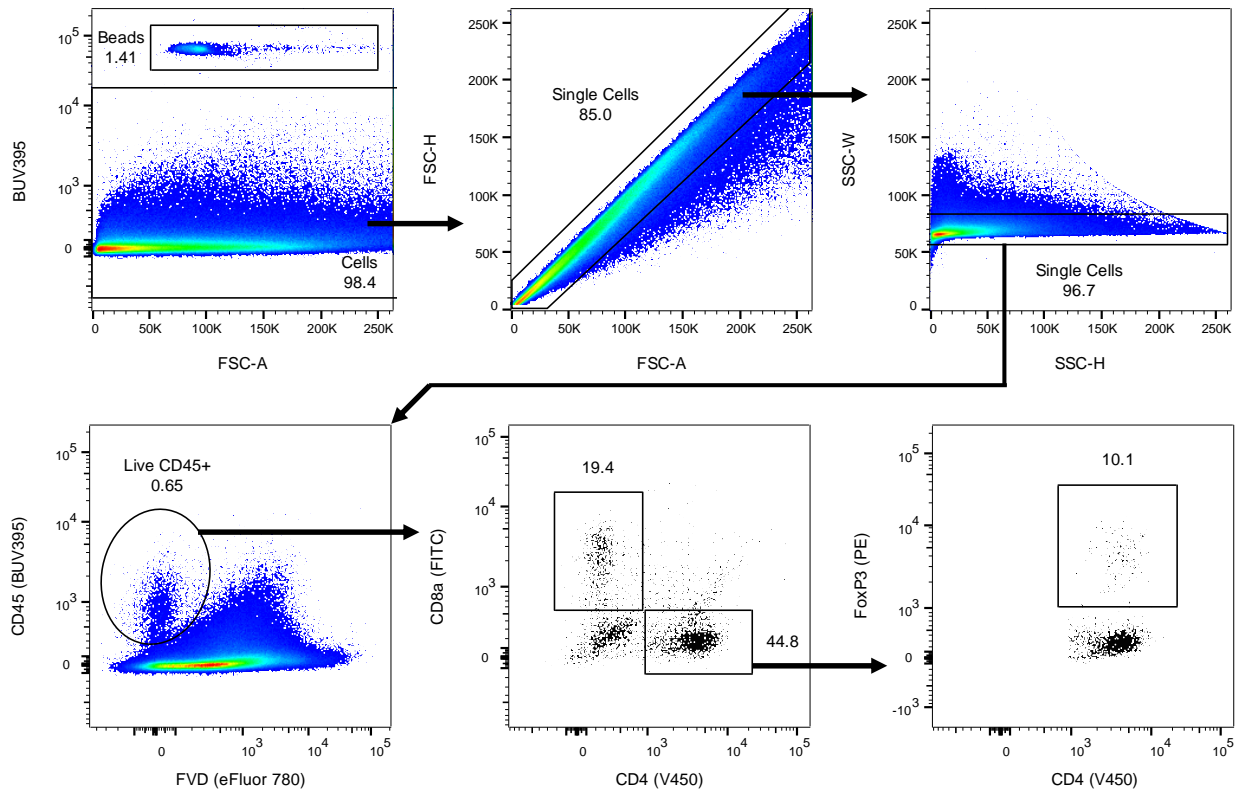 BUV395
10^5
10^4
10^3
0
Beads
1.41
Cells
98.4
0 50K 100K 150K 200K 250K
FSC-A
FSC-H
250K
200K
150K
100K
50K
0
Single Cells
85.0
0 50K 100K 150K 200K 250K
FSC-A
SSC-W
250K
200K
150K
100K
50K
0
Single Cells
96.7
0 50K 100K 150K 200K 250K
SSC-H
CD45 (BUV395)
10^5
10^4
10^3
0
Live CD45+
0.65
0 10^3 10^4 10^5
FVD (eFluor 780)
CD8a (FITC)
10^5
10^4
10^3
0
19.4
44.8
0 10^3 10^4 10^5
CD4 (V450)
FoxP3 (PE)
10^5
10^4
10^3
0
-10^3
10.1
0 10^3 10^4 10^5
CD4 (V450)